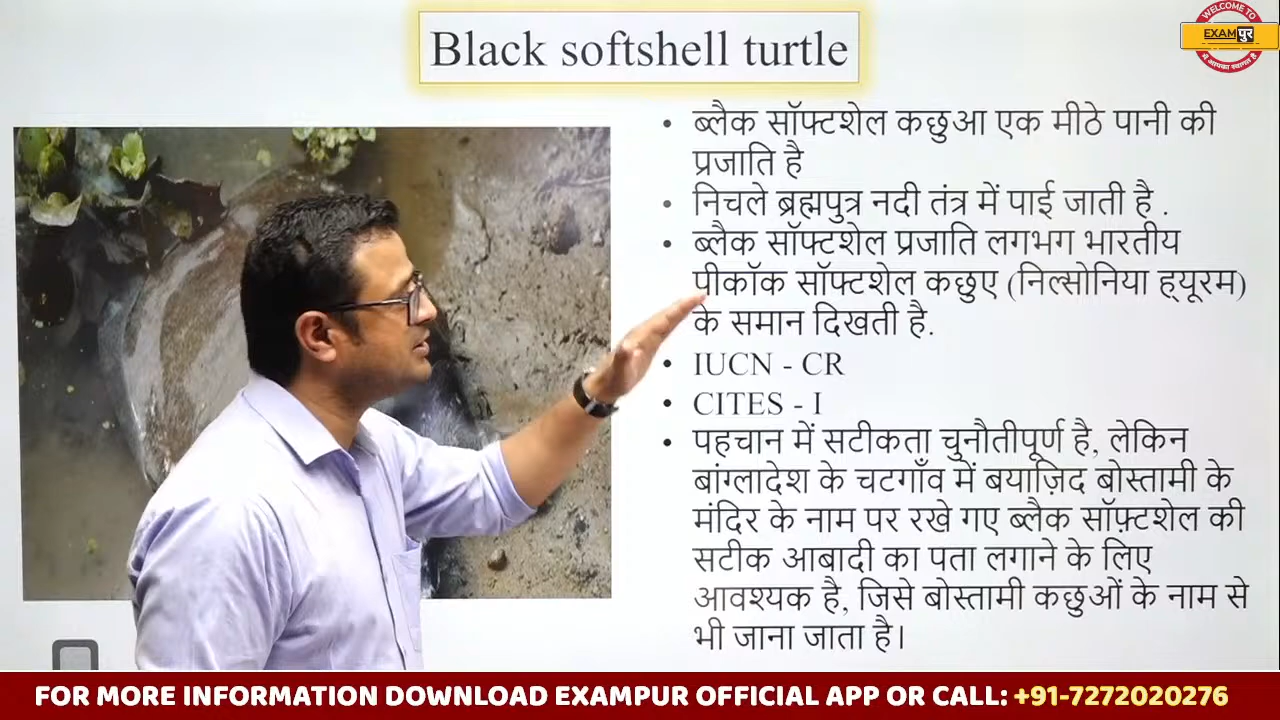 Black softshell turtle
WELCOME TO
EXAMपुर
में आपका स्वागत है
• ब्लैक सॉफ्टशेल कछुआ एक मीठे पानी की
प्रजाति है
• निचले ब्रह्मपुत्र नदी तंत्र में पाई जाती है .
• ब्लैक सॉफ्टशेल प्रजाति लगभग भारतीय
पीकॉक सॉफ्टशेल कछुए (निल्सोनिया ह्यूरम)
के समान दिखती है.
• IUCN - CR
• CITES - I
• पहचान में सटीकता चुनौतीपूर्ण है, लेकिन
बांग्लादेश के चटगाँव में बयाज़िद बोस्तामी के
मंदिर के नाम पर रखे गए ब्लैक सॉफ़्टशेल की
सटीक आबादी का पता लगाने के लिए
आवश्यक है, जिसे बोस्तामी कछुओं के नाम से
भी जाना जाता है।
FOR MORE INFORMATION DOWNLOAD EXAMPUR OFFICIAL APP OR CALL: +91-7272020276